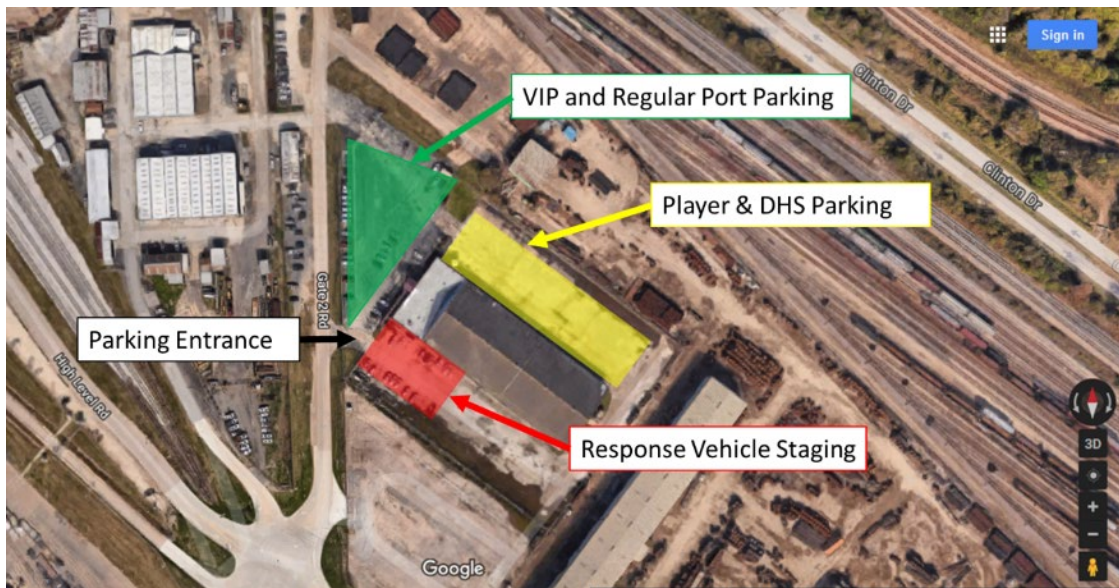 Sign in
Clinton Dr
VIP and Regular Port Parking
Clinton Dr
Player & DHS Parking
Gate 2 Rd
Parking Entrance
High Level Rd
Response Vehicle Staging
3D
Google